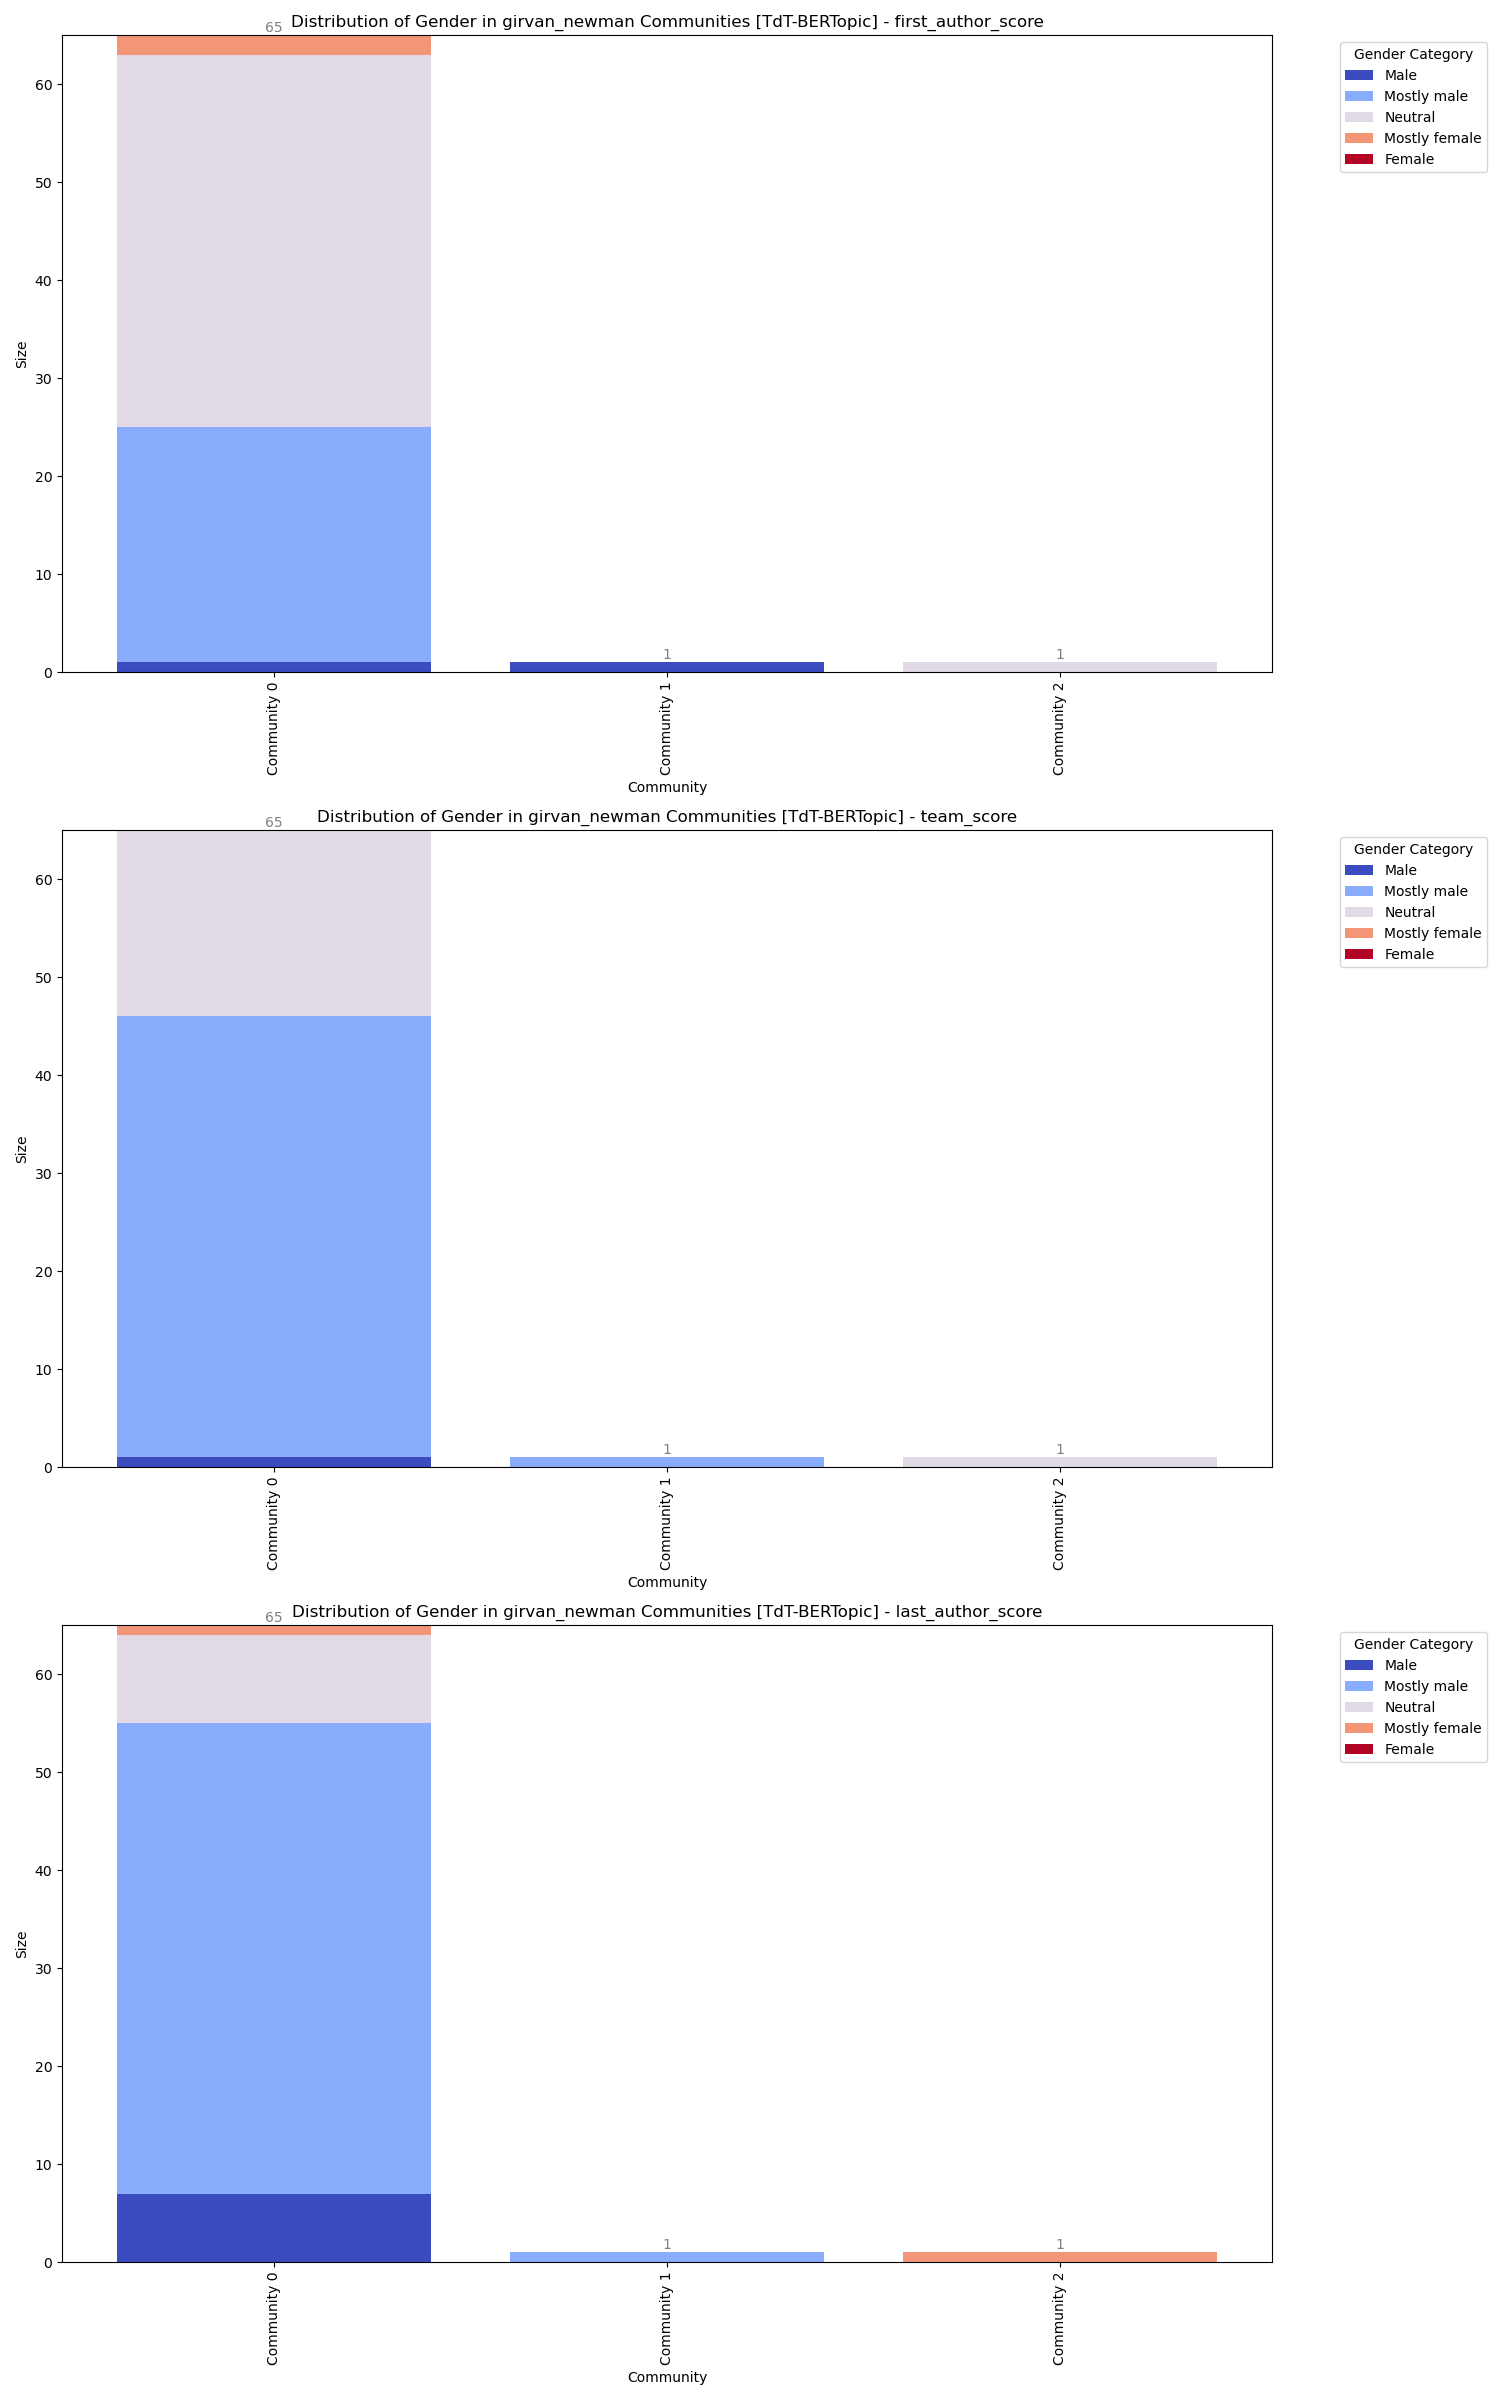 Distribution of Gender in girvan_newman Communities [TdT-BERTopic] - first_author_score
65
Gender Category
Male
Mostly male
Neutral
Mostly female
Female
60
50
40
30
20
10
0
Size
1
1
Community 0
Community 1
Community 2
Community
Distribution of Gender in girvan_newman Communities [TdT-BERTopic] - team_score
65
Gender Category
Male
Mostly male
Neutral
Mostly female
Female
60
50
40
30
20
10
0
Size
1
1
Community 0
Community 1
Community 2
Community
Distribution of Gender in girvan_newman Communities [TdT-BERTopic] - last_author_score
65
Gender Category
Male
Mostly male
Neutral
Mostly female
Female
60
50
40
30
20
10
0
Size
1
1
Community 0
Community 1
Community 2
Community